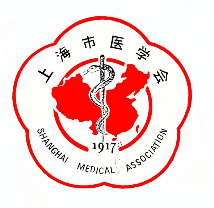 上海市医学会
1917
SHANGHAI MEDICAL ASSOCIATION